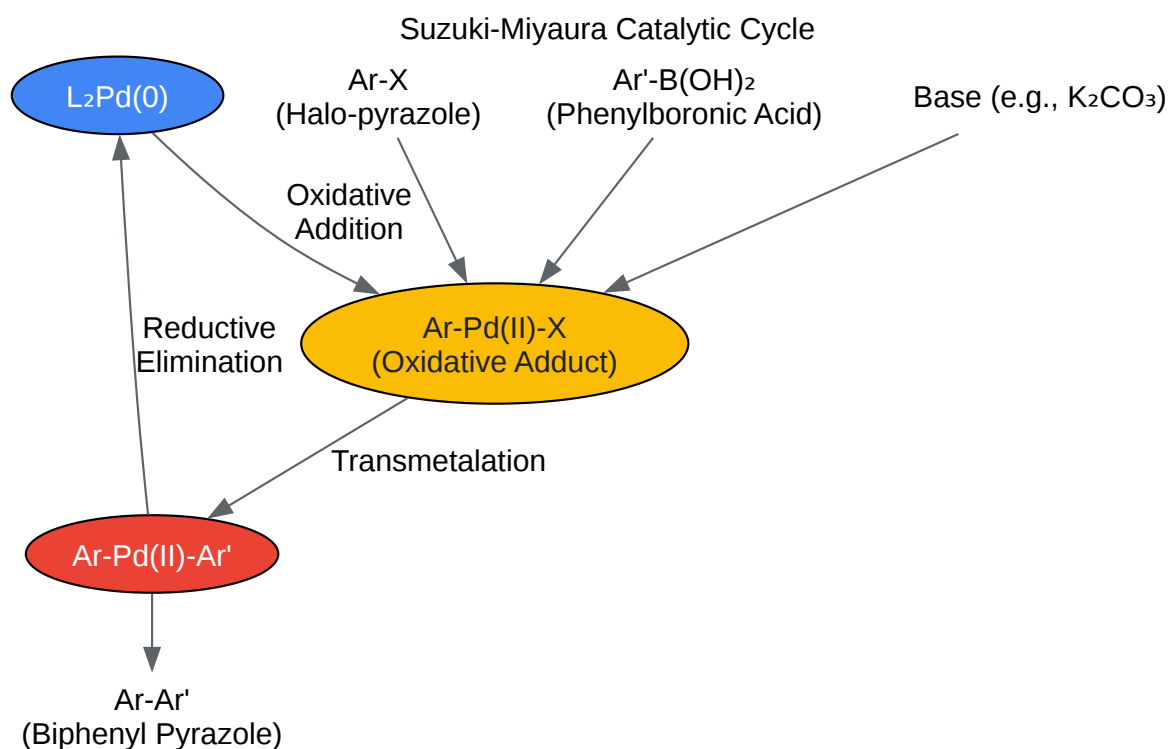 Suzuki-Miyaura Catalytic Cycle
L₂Pd(0)
Ar-X
(Halo-pyrazole)
Ar'-B(OH)₂
(Phenylboronic Acid)
Base (e.g., K₂CO₃)
Oxidative
Addition
Reductive
Elimination
Ar-Pd(II)-X
(Oxidative Adduct)
Transmetalation
Ar-Pd(II)-Ar'
Ar-Ar'
(Biphenyl Pyrazole)